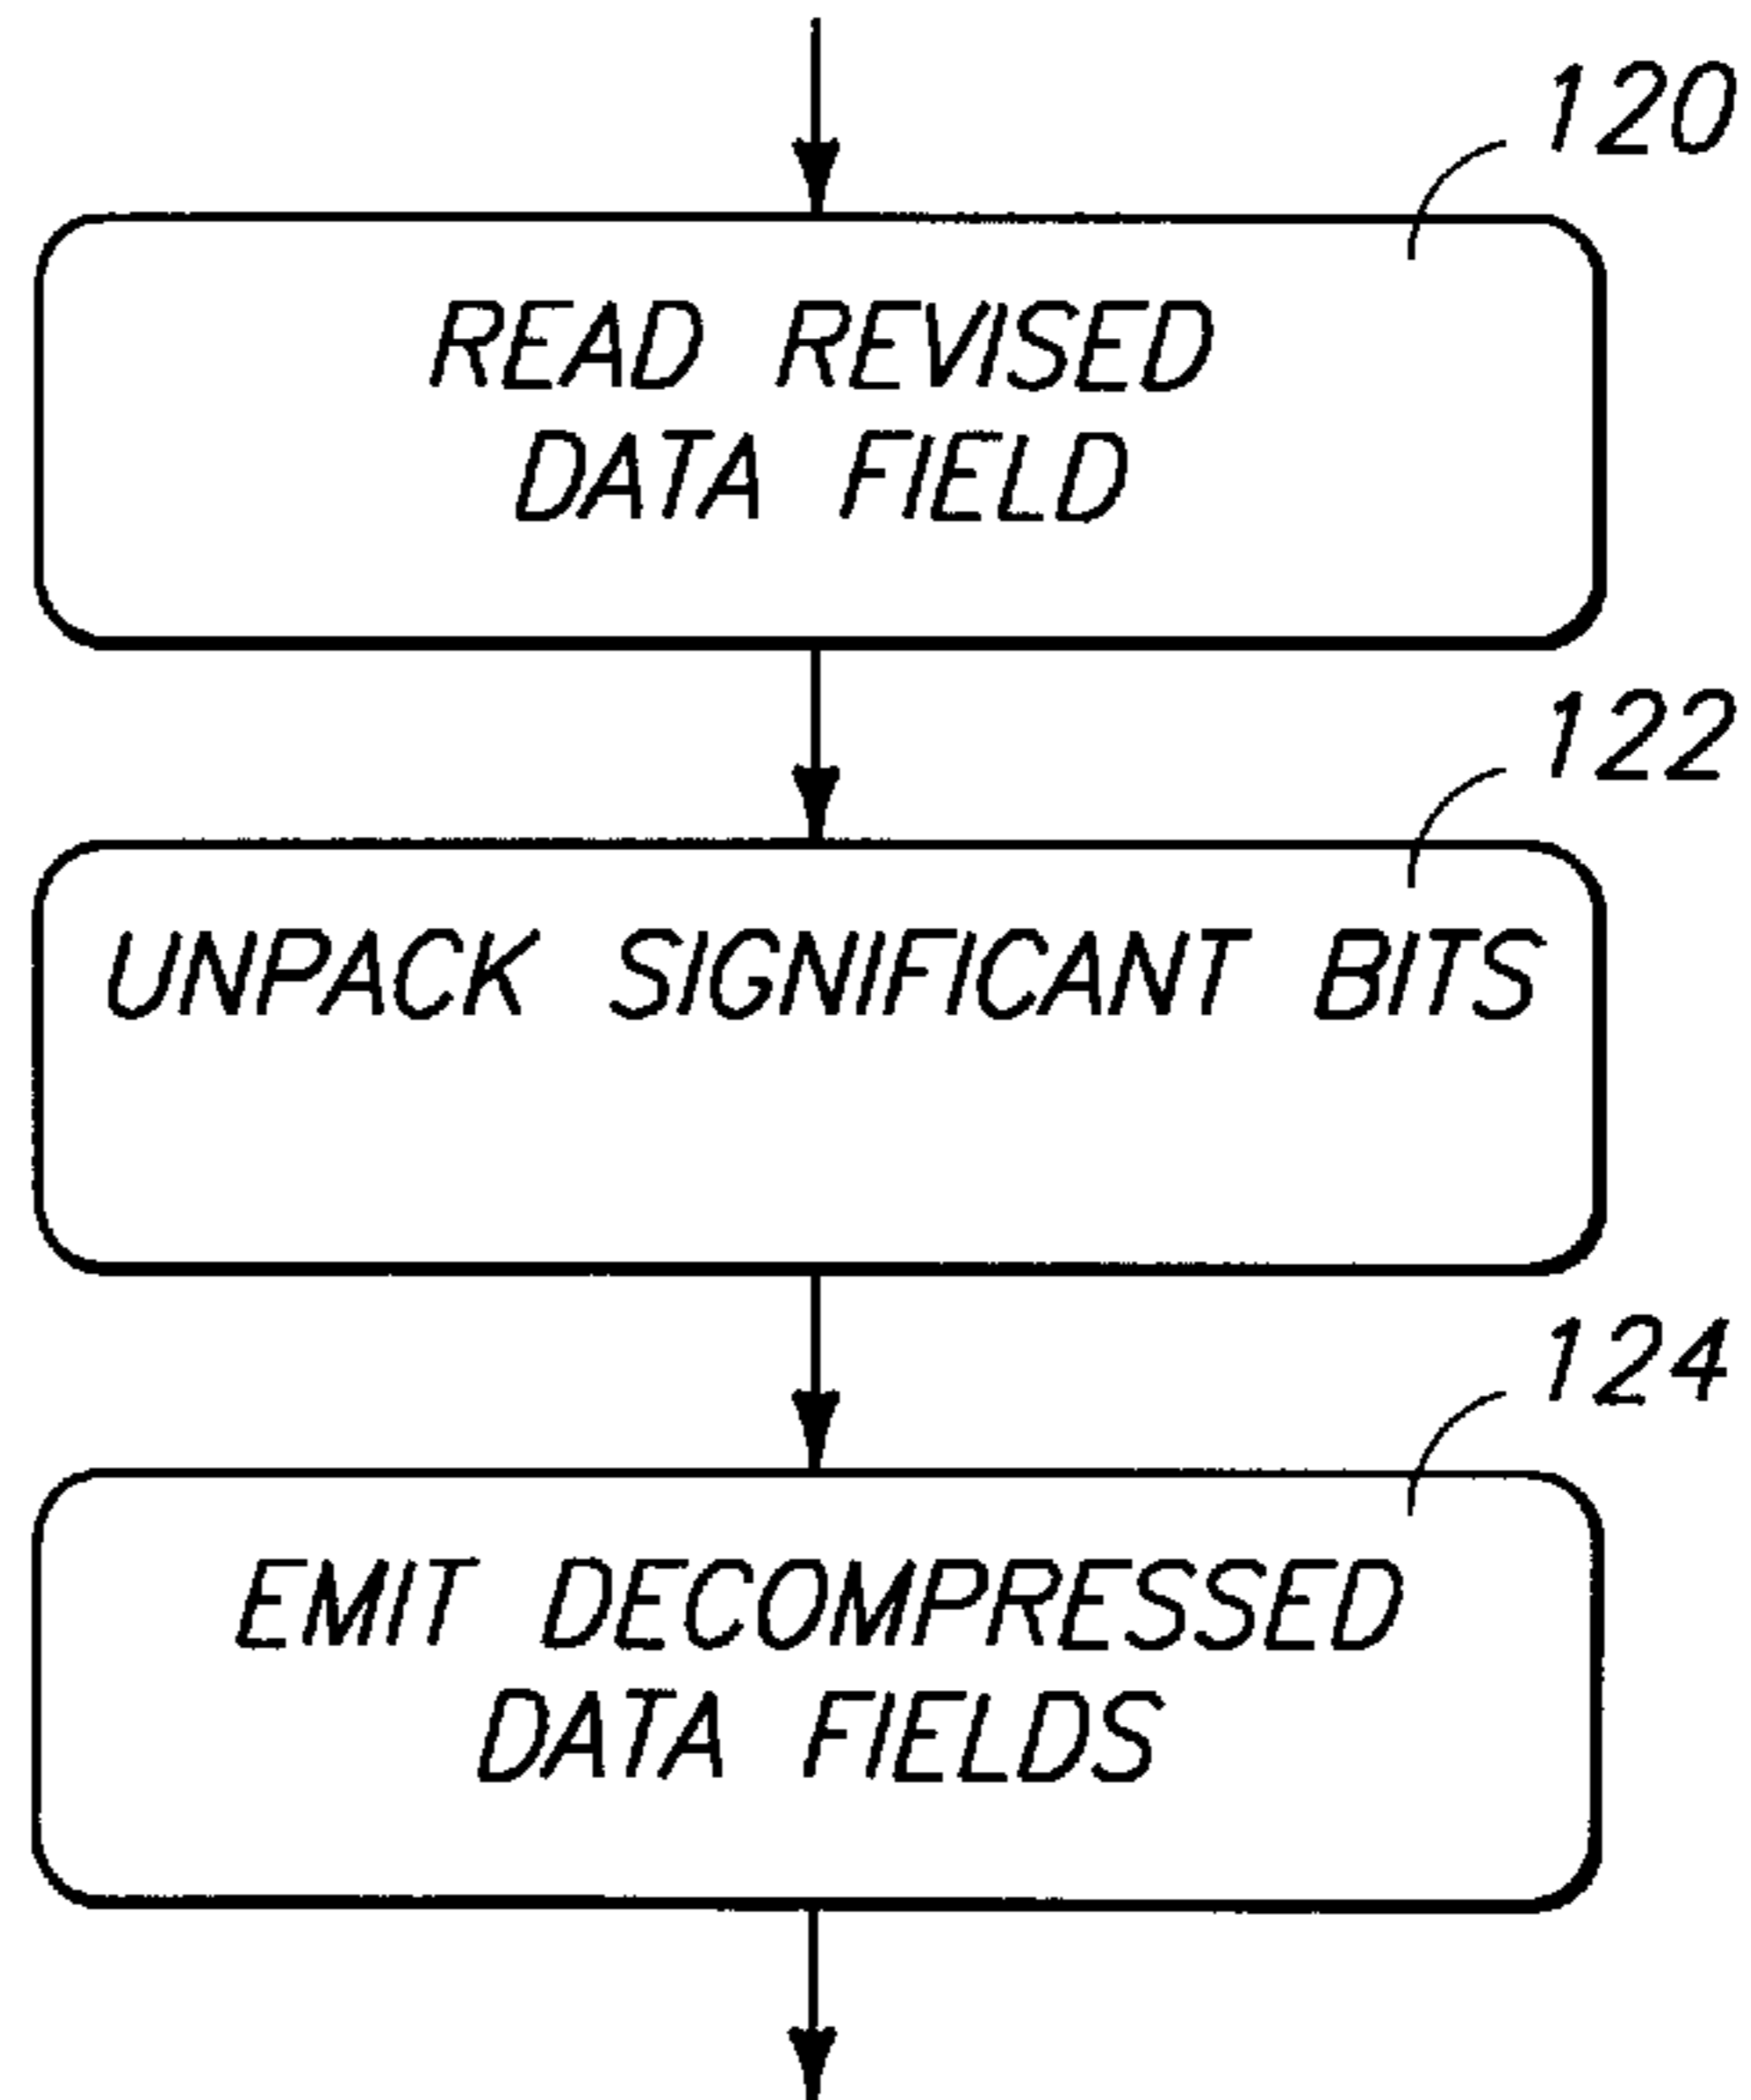 120
READ REVISED
DATA FIELD
122
UNPACK SIGNIFICANT BITS
124
EMIT DECOMPRESSED
DATA FIELDS